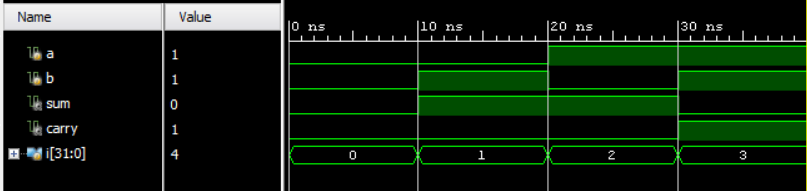 Name Value 0 ns 10 ns 20 ns 30 ns
a 1
b 1
sum 0
carry 1
i[31:0] 4 0 1 2 3